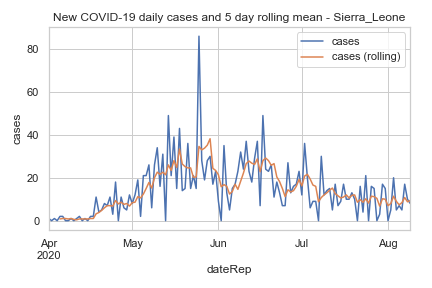 New COVID-19 daily cases and 5 day rolling mean - Sierra_Leone
cases
cases (rolling)
80
60
40
20
0
cases
Apr
2020
May
Jun
Jul
Aug
dateRep